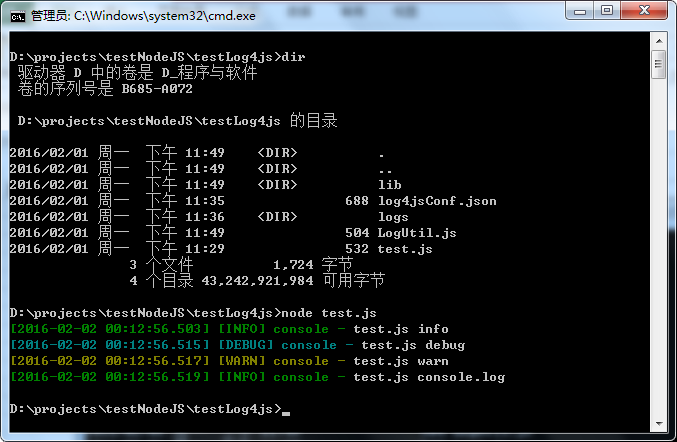 管理员: C:\Windows\system32\cmd.exe
D:\projects\testNodeJS\testLog4js>dir
驱动器 D 中的卷是 D_程序与软件
卷的序列号是 B685-A072
D:\projects\testNodeJS\testLog4js 的目录
2016/02/01 周一 下午 11:49 <DIR> .
2016/02/01 周一 下午 11:49 <DIR> ..
2016/02/01 周一 下午 11:49 <DIR> lib
2016/02/01 周一 下午 11:35 688 log4jsConf.json
2016/02/01 周一 下午 11:36 <DIR> logs
2016/02/01 周一 下午 11:49 504 LogUtil.js
2016/02/01 周一 下午 11:29 532 test.js
3 个文件 1,724 字节
4 个目录 43,242,921,984 可用字节
D:\projects\testNodeJS\testLog4js>node test.js
[2016-02-02 00:12:56.503] [INFO] console - test.js info
[2016-02-02 00:12:56.515] [DEBUG] console - test.js debug
[2016-02-02 00:12:56.517] [WARN] console - test.js warn
[2016-02-02 00:12:56.519] [INFO] console - test.js console.log
D:\projects\testNodeJS\testLog4js>